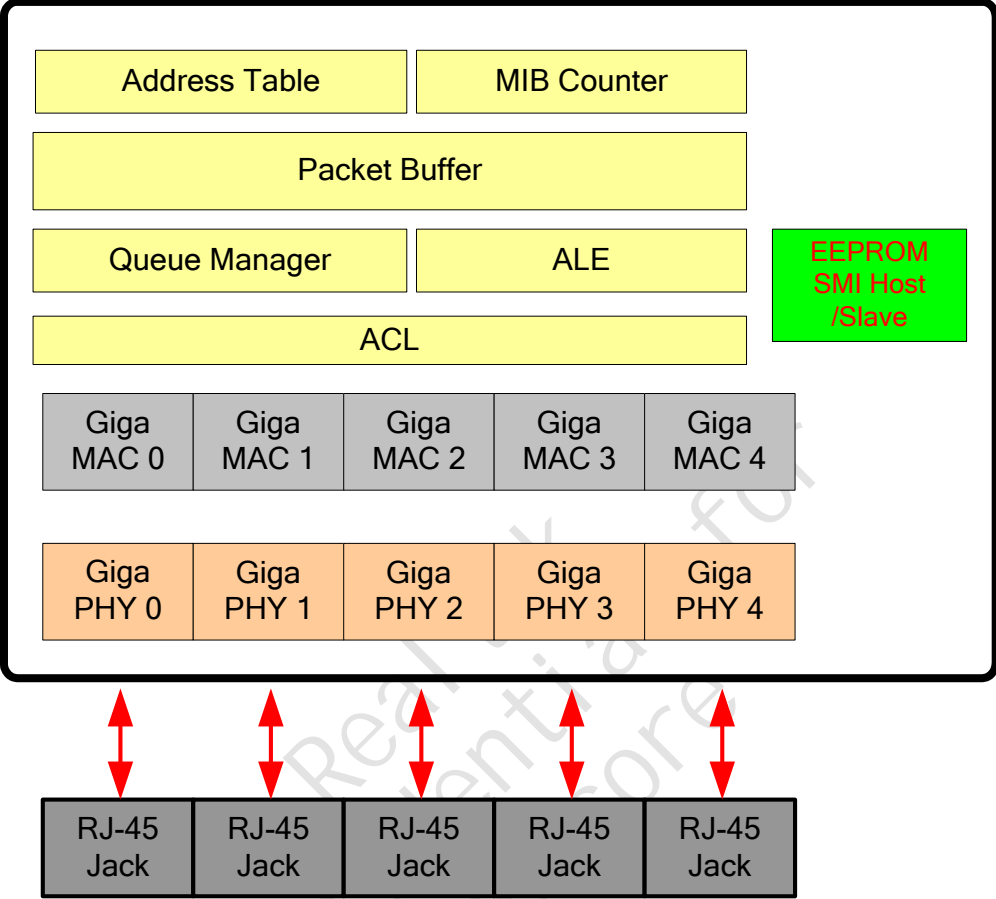 Address Table
MIB Counter
Packet Buffer
Queue Manager
ALE
EEPROM
SMI Host
/Slave
ACL
Giga
MAC 0
Giga
MAC 1
Giga
MAC 2
Giga
MAC 3
Giga
MAC 4
Giga
PHY 0
Giga
PHY 1
Giga
PHY 2
Giga
PHY 3
Giga
PHY 4
RJ-45
Jack
RJ-45
Jack
RJ-45
Jack
RJ-45
Jack
RJ-45
Jack
for